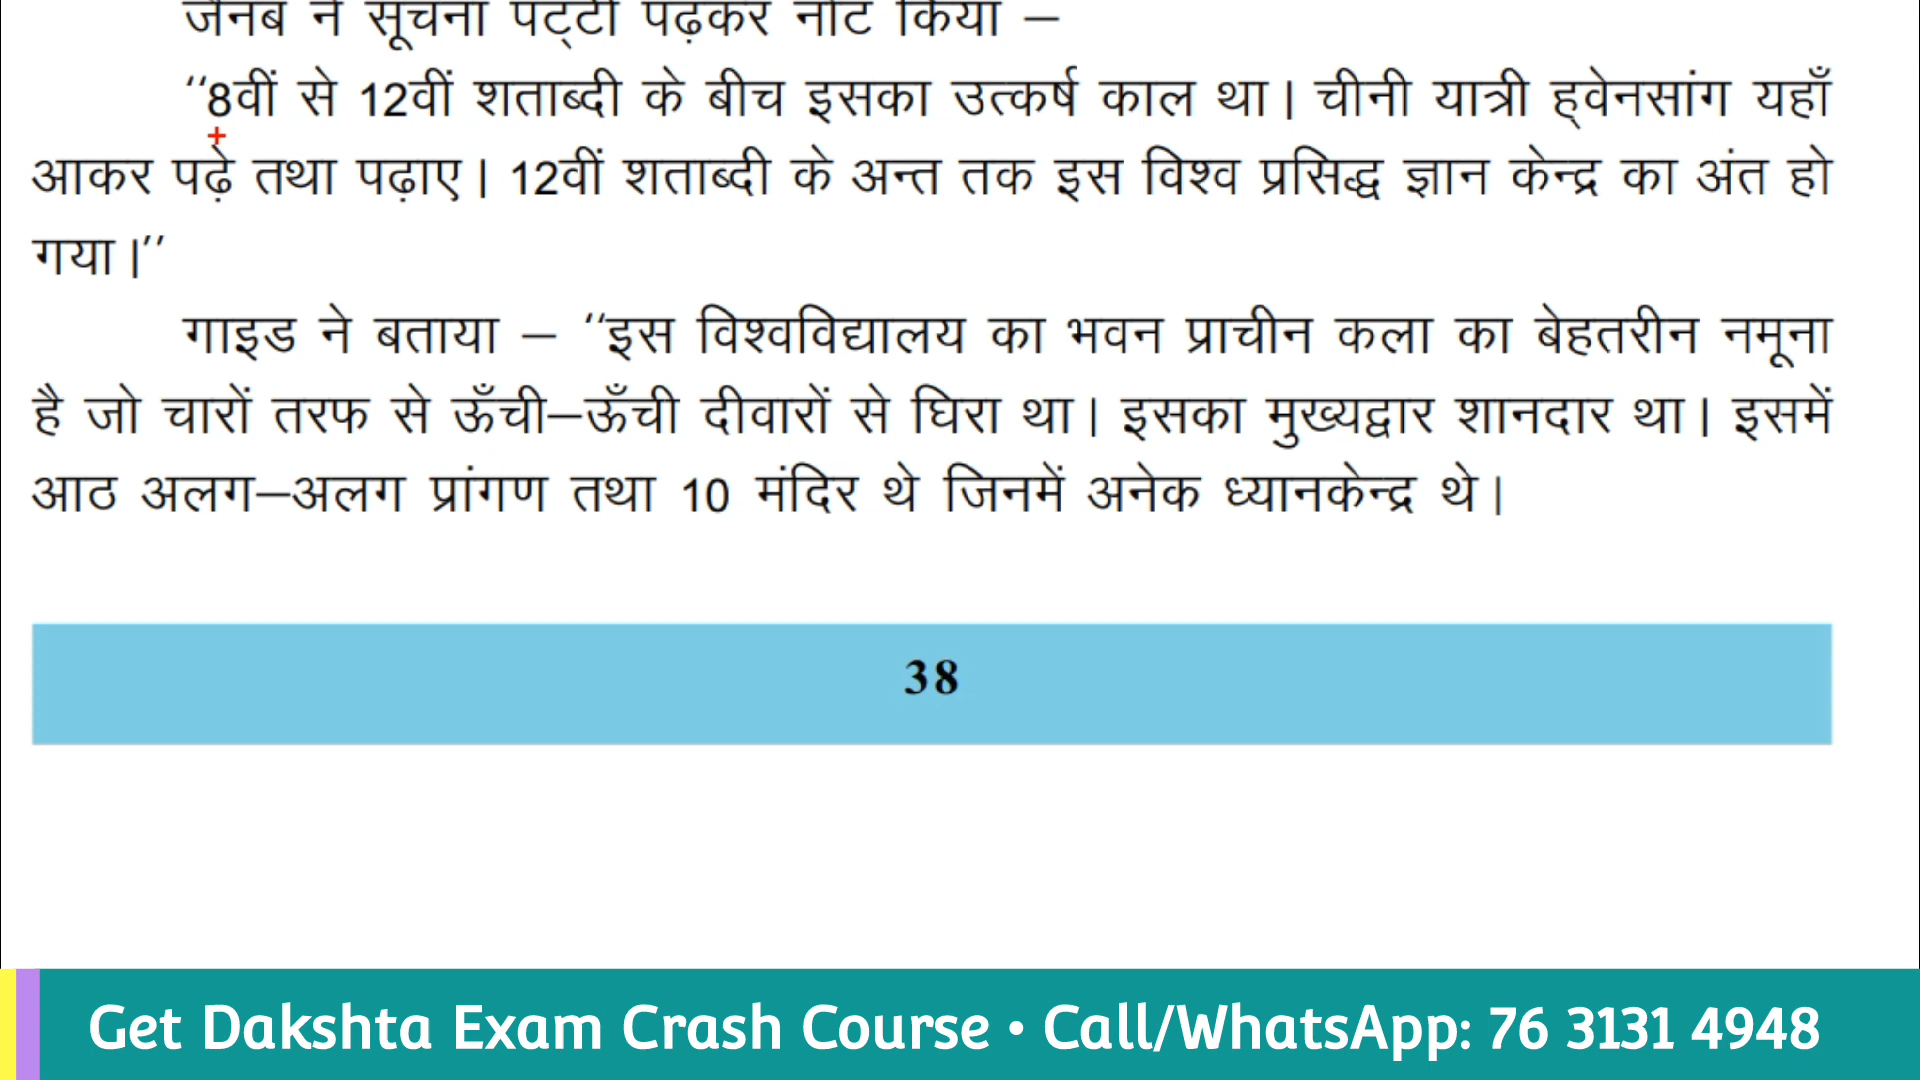 जैनब ने सूचना पट्टी पढ़कर नोट किया –
“8वीं से 12वीं शताब्दी के बीच इसका उत्कर्ष काल था। चीनी यात्री ह्वेनसांग यहाँ
आकर पढ़े तथा पढ़ाए। 12वीं शताब्दी के अन्त तक इस विश्व प्रसिद्ध ज्ञान केन्द्र का अंत हो
गया।”
गाइड ने बताया – “इस विश्वविद्यालय का भवन प्राचीन कला का बेहतरीन नमूना
है जो चारों तरफ से ऊँची–ऊँची दीवारों से घिरा था। इसका मुख्यद्वार शानदार था। इसमें
आठ अलग–अलग प्रांगण तथा 10 मंदिर थे जिनमें अनेक ध्यानकेन्द्र थे।
38
Get Dakshta Exam Crash Course • Call/WhatsApp: 76 3131 4948